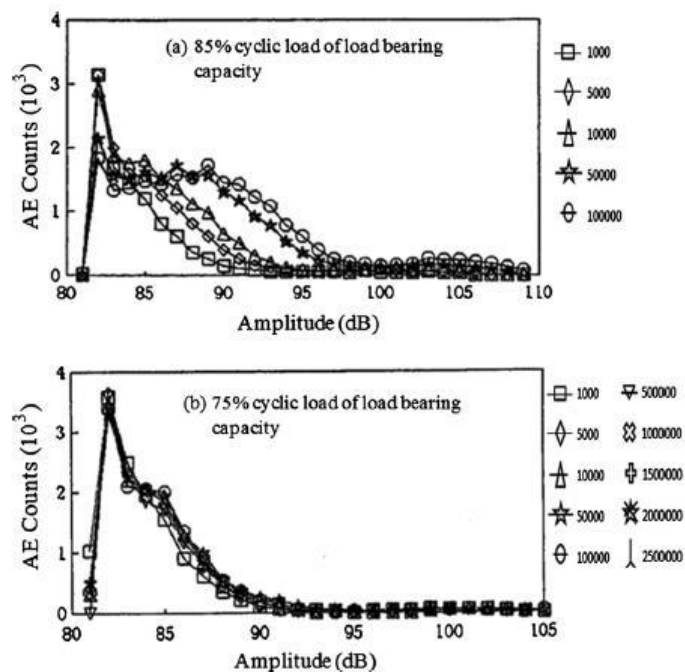 4
3
2
1
0
AE Counts (10³)
(a) 85% cyclic load of load bearing
capacity
1000
5000
10000
50000
100000
80 85 90 95 100 105 110
Amplitude (dB)
4
3
2
1
0
AE Counts (10³)
(b) 75% cyclic load of load bearing
capacity
1000 500000
5000 1000000
10000 1500000
50000 2000000
100000 2500000
80 85 90 95 100 105
Amplitude (dB)